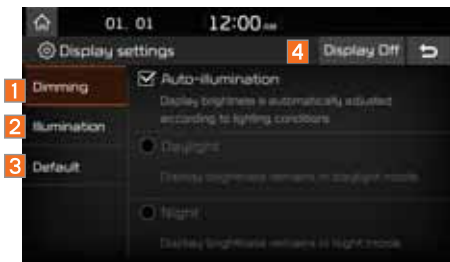 01. 01 12:00 AM
Display settings 4 Display Off
1 Dimming
Auto-illumination
Display brightness is automatically adjusted
according to lighting conditions
2 Illumination
Daylight
3 Default
Display brightness remains in daylight mode
Night
Display brightness remains in night mode